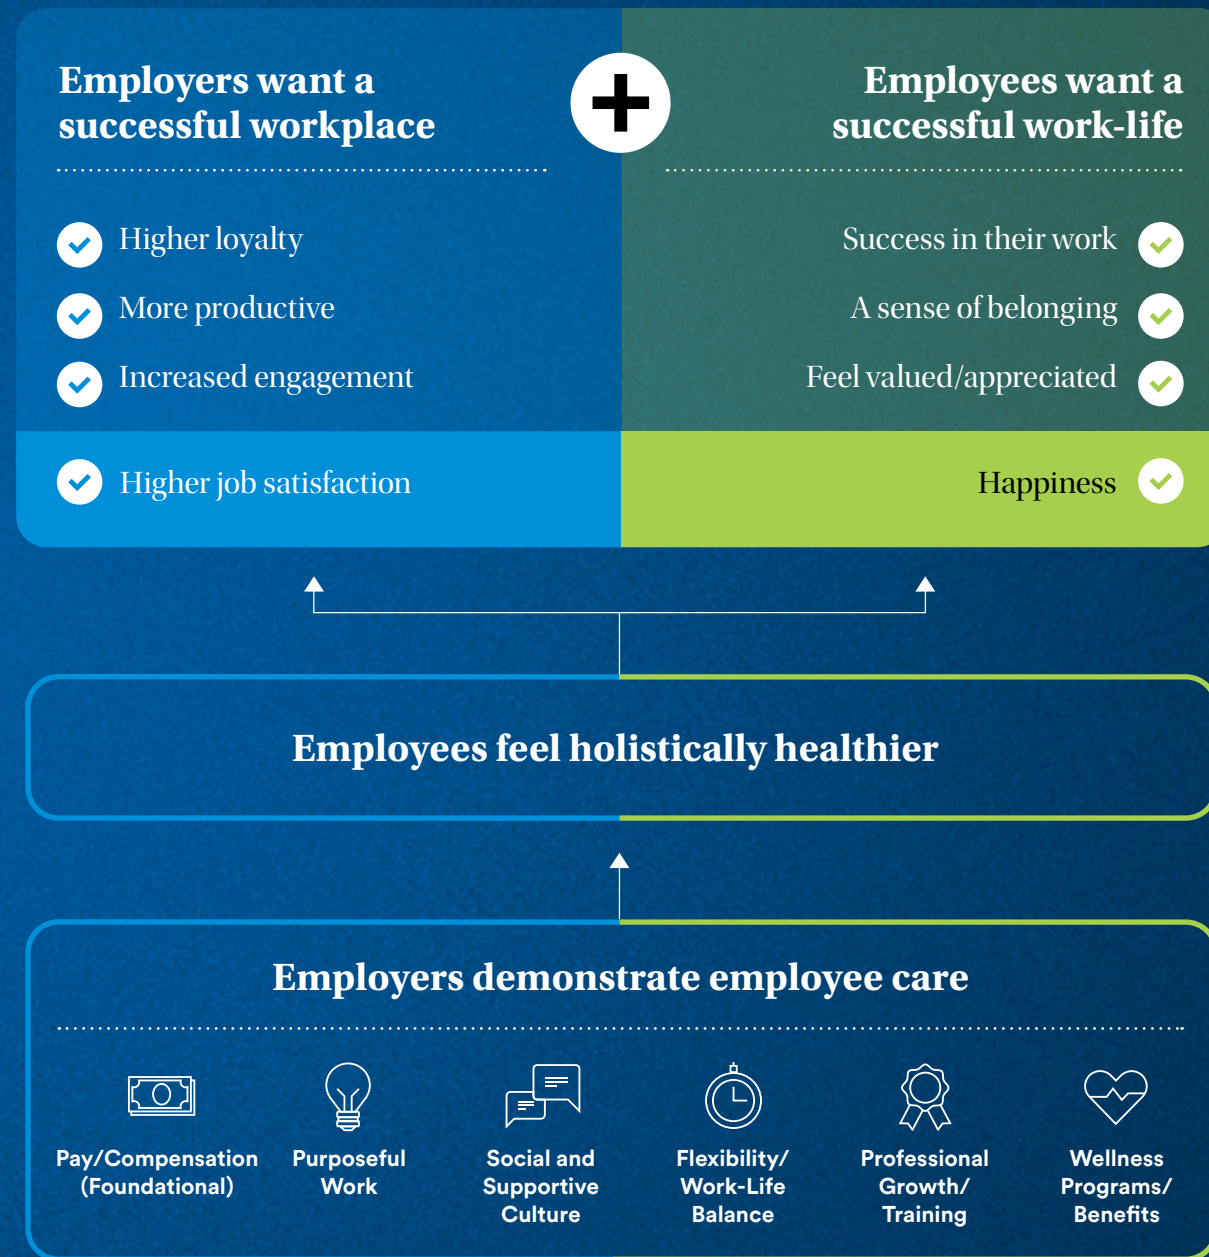 Employers want a
successful workplace
Higher loyalty
More productive
Increased engagement
Higher job satisfaction
+
Employees want a
successful work-life
Success in their work
A sense of belonging
Feel valued/appreciated
Happiness
Employees feel holistically healthier
Employers demonstrate employee care
Pay/Compensation
(Foundational)
Purposeful
Work
Social and
Supportive
Culture
Flexibility/
Work-Life
Balance
Professional
Growth/
Training
Wellness
Programs/
Benefits